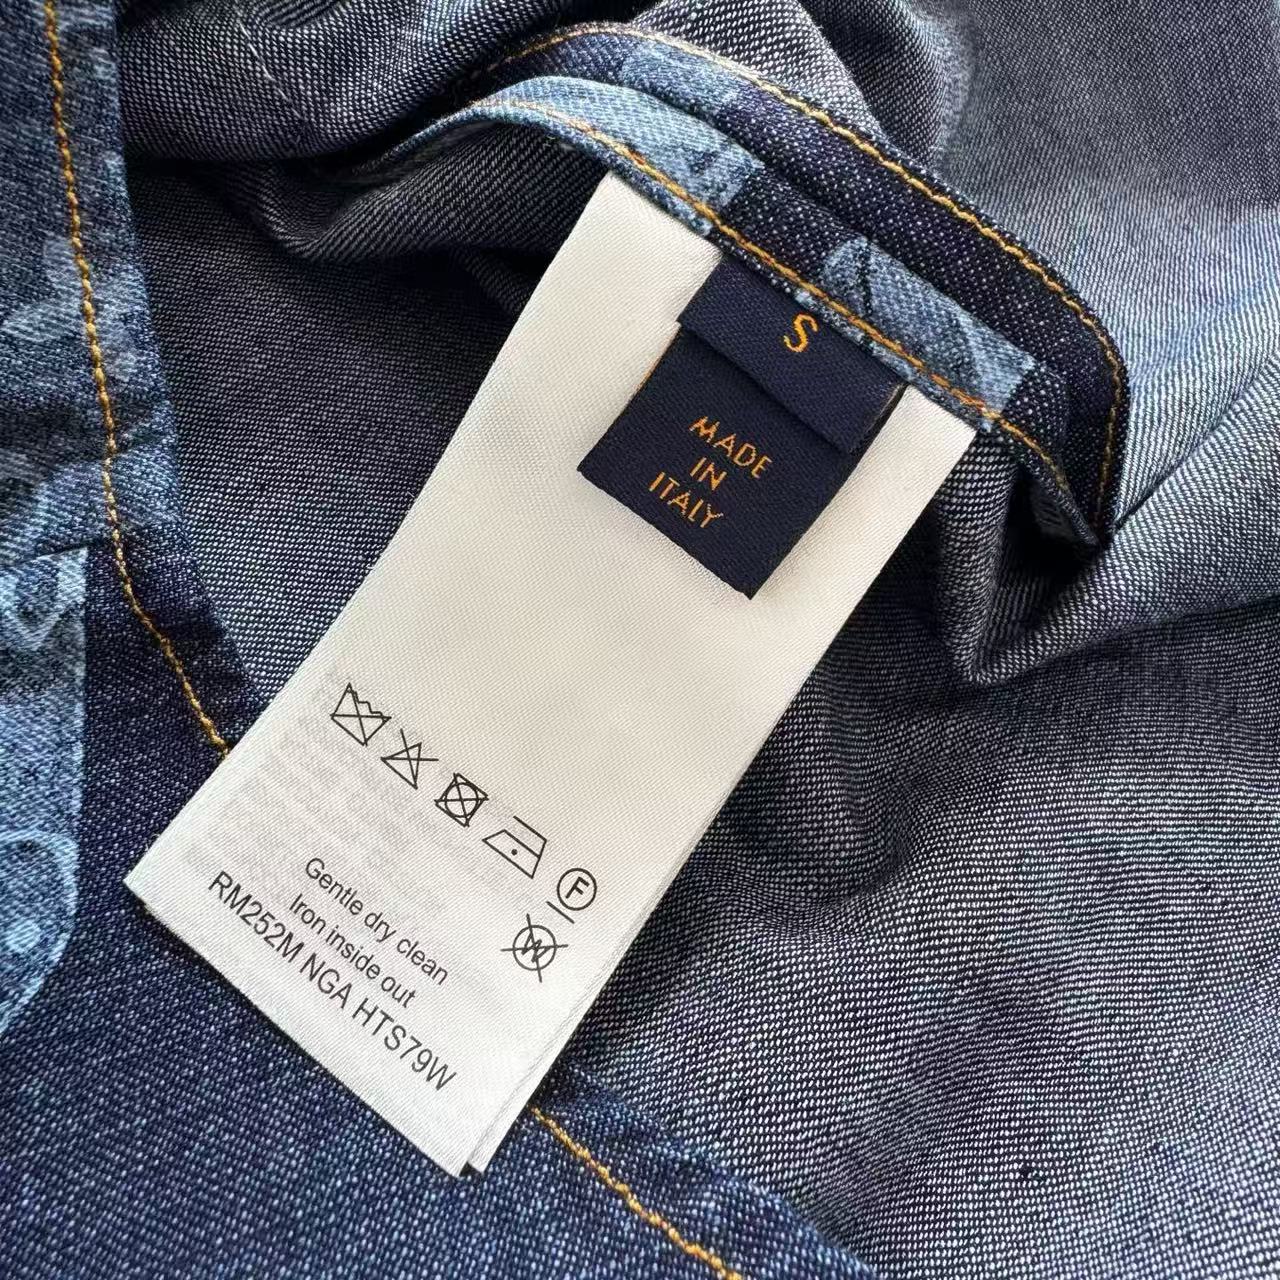 S
MADE
IN
ITALY
F
W
Gentle dry clean
Iron inside out
RM252M NGA HTS79W